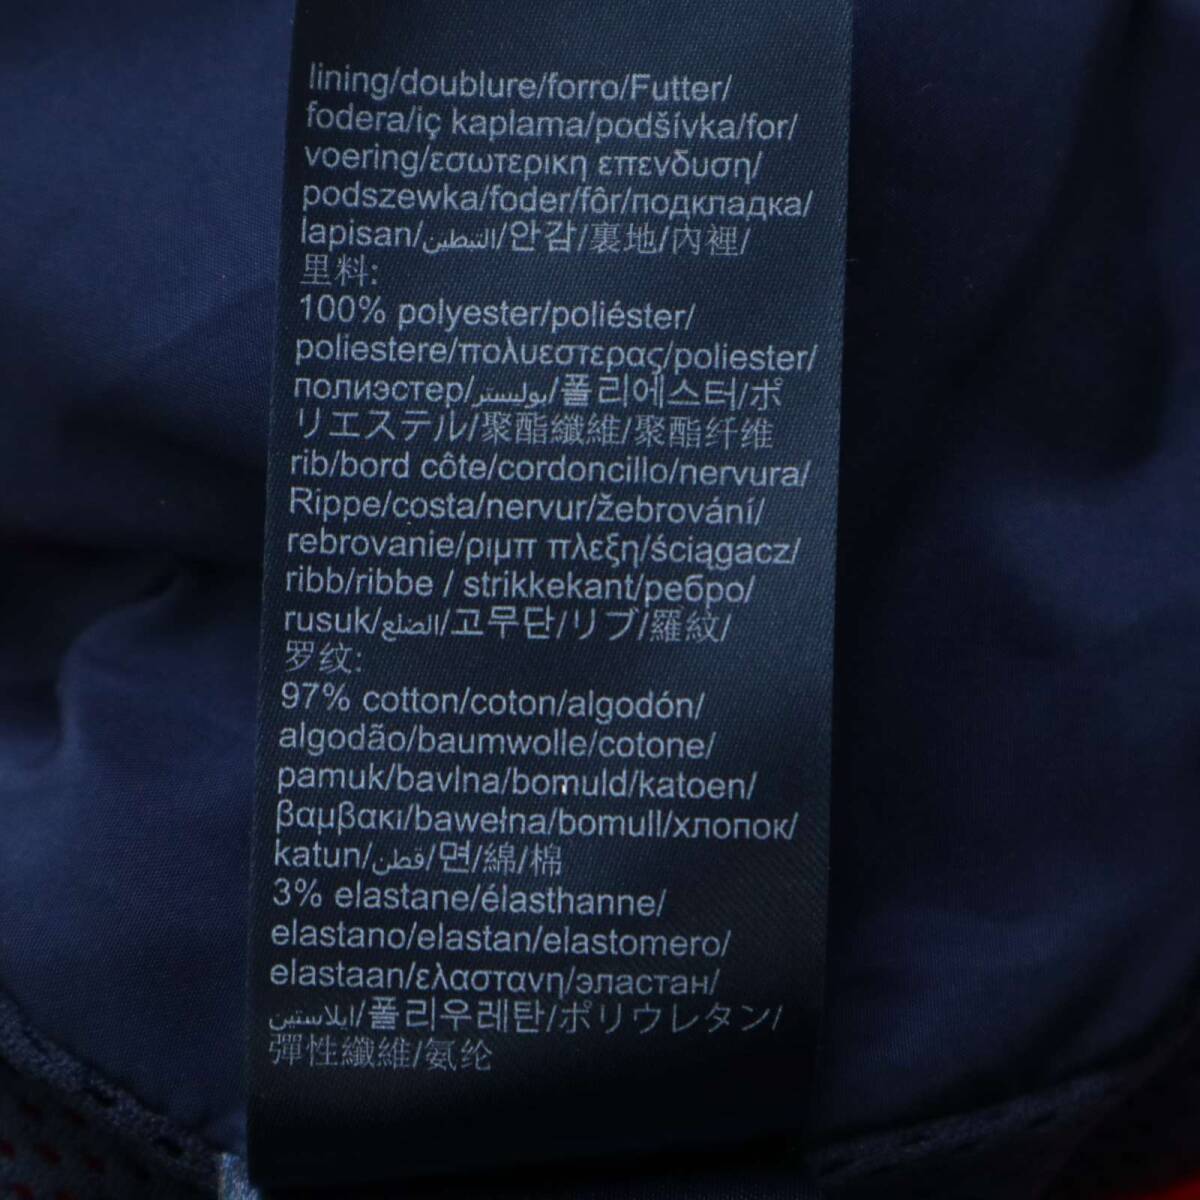 lining/doublure/forro/Futter/
fodera/iç kaplama/podšívka/for/
voering/εσωτερικη επενδυση/
podszewka/foder/fôr/подкладка/
lapisan/التبطين/안감/裏地/內裡/
里料:
100% polyester/poliéster/
poliestere/πολυεστερας/poliester/
полиэстер/بوليستر/폴리에스터/ポ
リエステル/聚酯纖維/聚酯纤维
rib/bord côte/cordoncillo/nervura/
Rippe/costa/nervur/žebrování/
rebrovanie/ριμπ πλεξη/ściągacz/
ribb/ribbe / strikkekant/ребро/
rusuk/الضلع/고무단/リブ/羅紋/
罗纹:
97% cotton/coton/algodón/
algodão/baumwolle/cotone/
pamuk/bavlna/bomuld/katoen/
βαμβακι/bawełna/bomull/хлопок/
katun/قطن/면/綿/棉
3% elastane/élasthanne/
elastano/elastan/elastomero/
elastaan/ελαστανη/эластан/
ايلاستين/폴리우레탄/ポリウレタン/
彈性纖維/氨纶